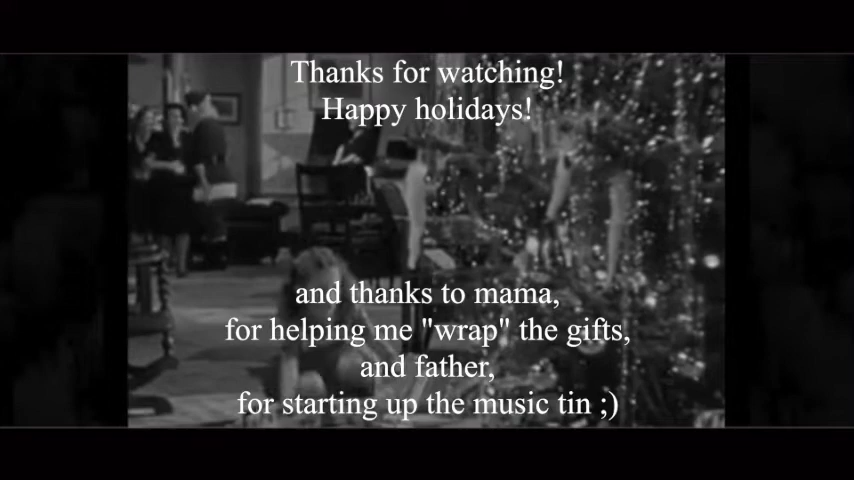 Thanks for watching!
Happy holidays!
and thanks to mama,
for helping me "wrap" the gifts,
and father,
for starting up the music tin ;)